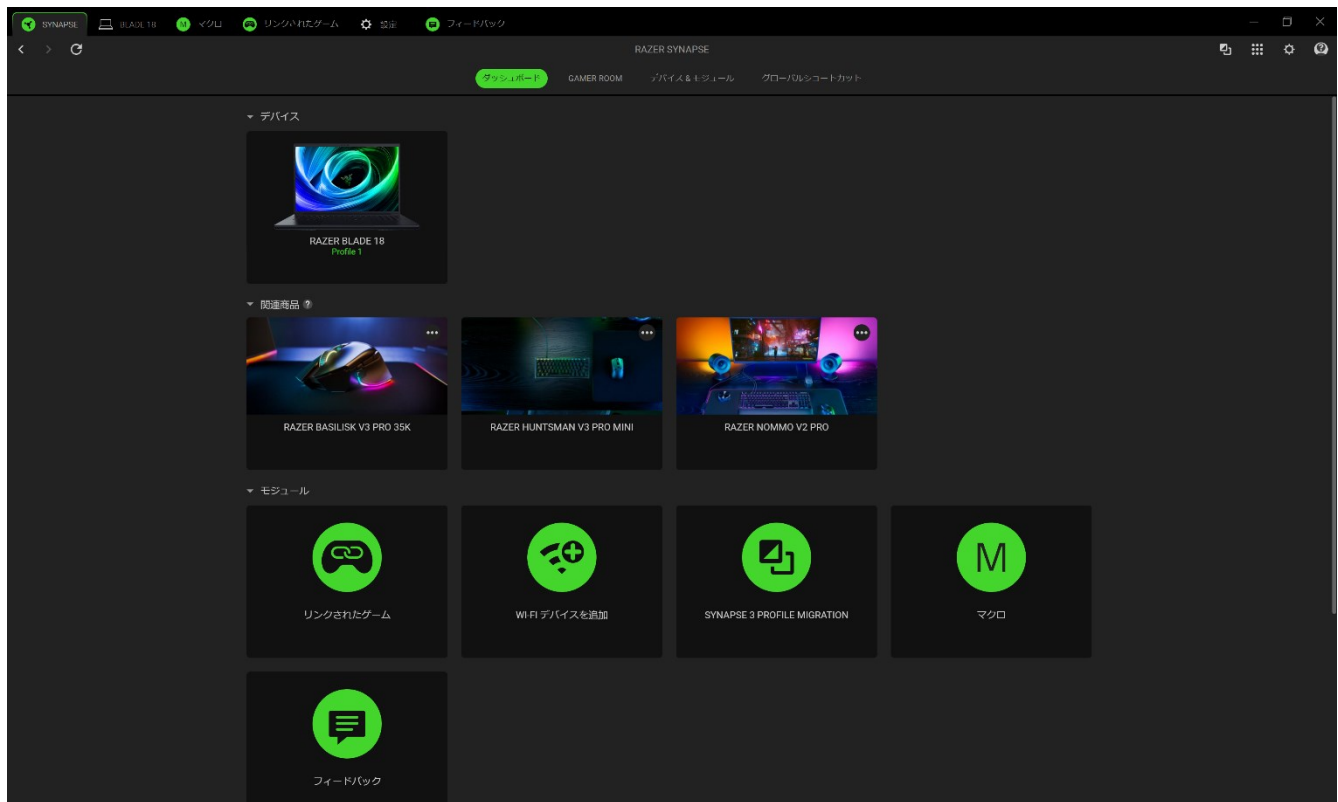 SYNAPSE BLADE 18 マクロ リンクされたゲーム 設定 フィードバック
RAZER SYNAPSE
ダッシュボード GAMER ROOM デバイス & モジュール グローバルショートカット
デバイス
RAZER BLADE 18
Profile 1
関連商品 ?
RAZER BASILISK V3 PRO 35K
RAZER HUNTSMAN V3 PRO MINI
RAZER NOMMO V2 PRO
モジュール
M
リンクされたゲーム
WI-FI デバイスを追加
SYNAPSE 3 PROFILE MIGRATION
マクロ
フィードバック